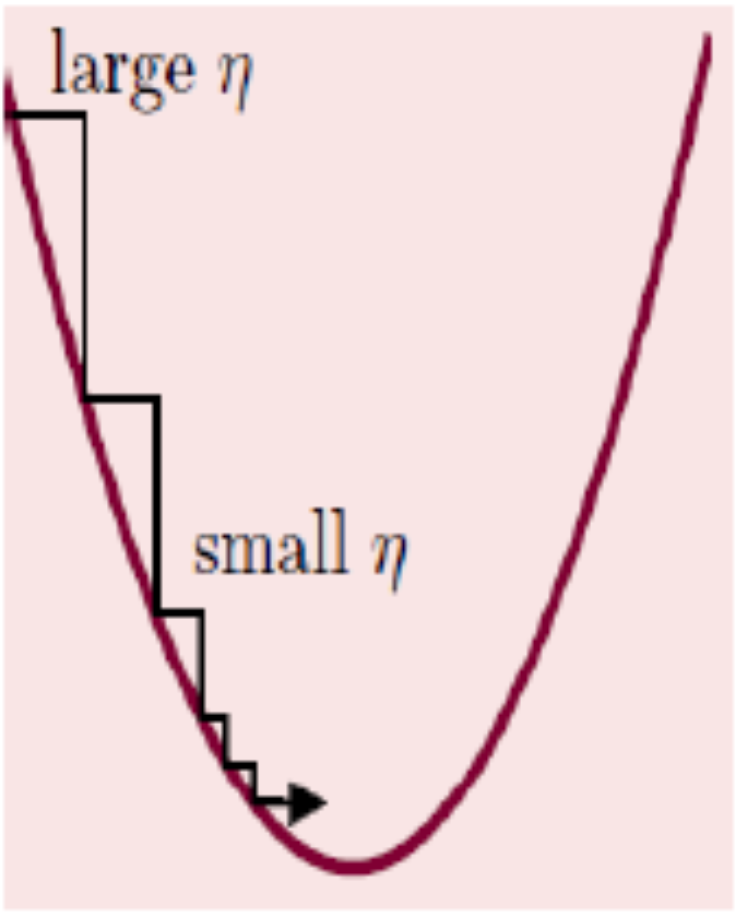 large η
small η